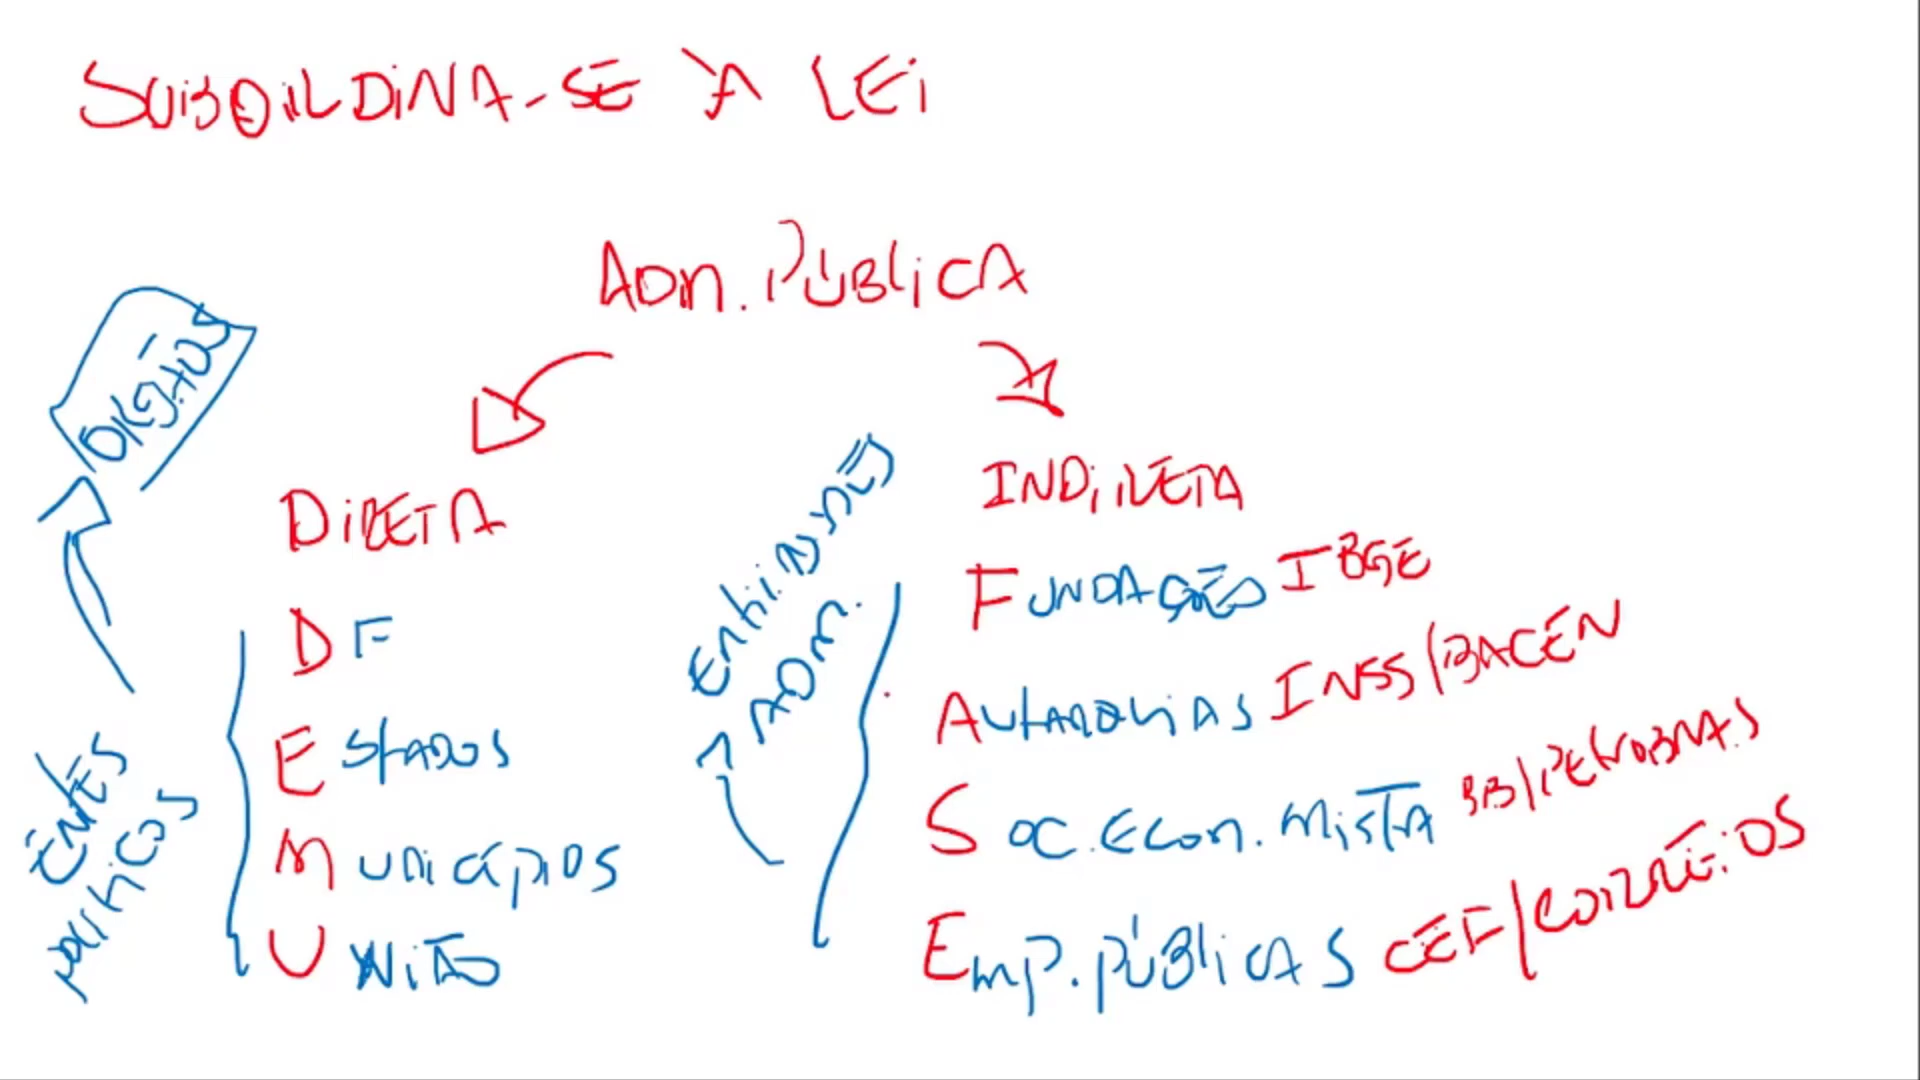 SUBORDINA-SE À LEI
ADM. PÚBLICA
ÓRGÃOS
DIRETA
DF
ESTADOS
MUNICÍPIOS
UNIÃO
ENTES
POLÍTICOS
ENTIDADES
ADM.
INDIRETA
FUNDAÇÕES IBGE
AUTARQUIAS INSS/BACEN
SOC. ECON. MISTA BB/PETROBRAS
EMP. PÚBLICAS CEF/CORREIOS